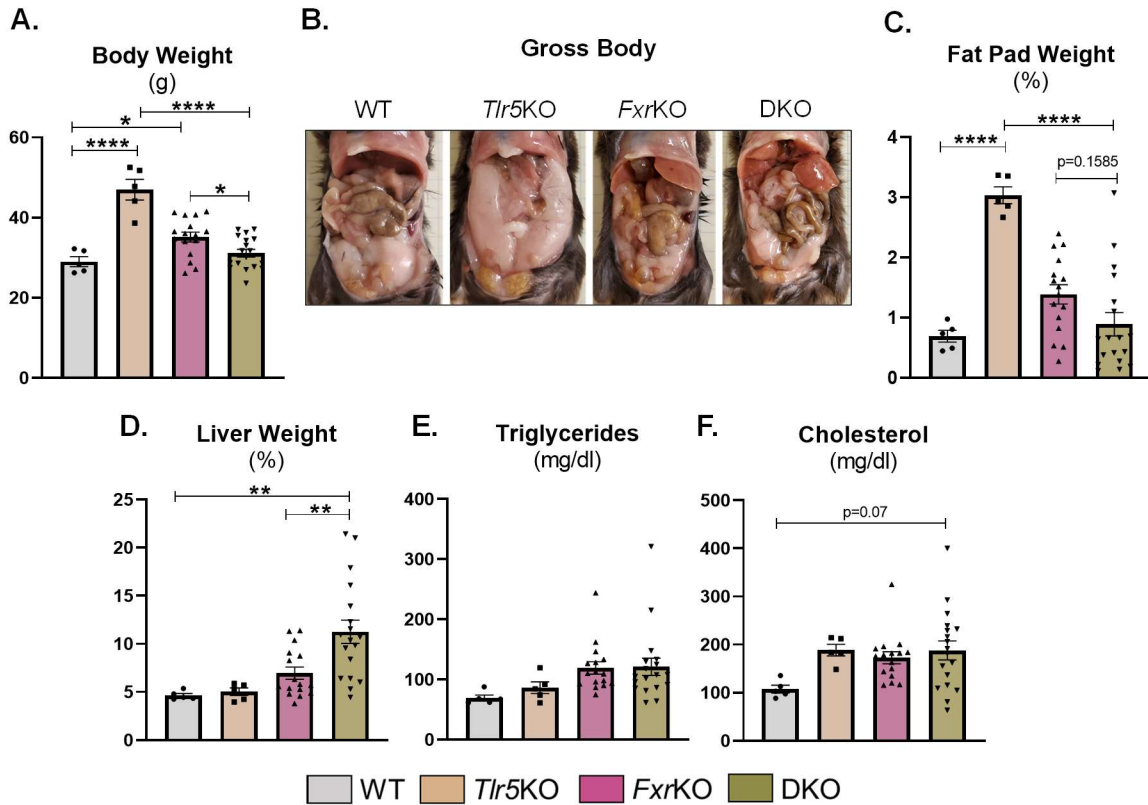 A.
Body Weight
(g)
****
*
****
*
60
40
20
0
B.
Gross Body
WT
Tlr5KO
FxrKO
DKO
C.
Fat Pad Weight
(%)
****
****
p=0.1585
4
3
2
1
0
D.
Liver Weight
(%)
**
**
25
20
15
10
5
0
E.
Triglycerides
(mg/dl)
400
300
200
100
0
F.
Cholesterol
(mg/dl)
p=0.07
500
400
300
200
100
0
WT Tlr5KO FxrKO DKO